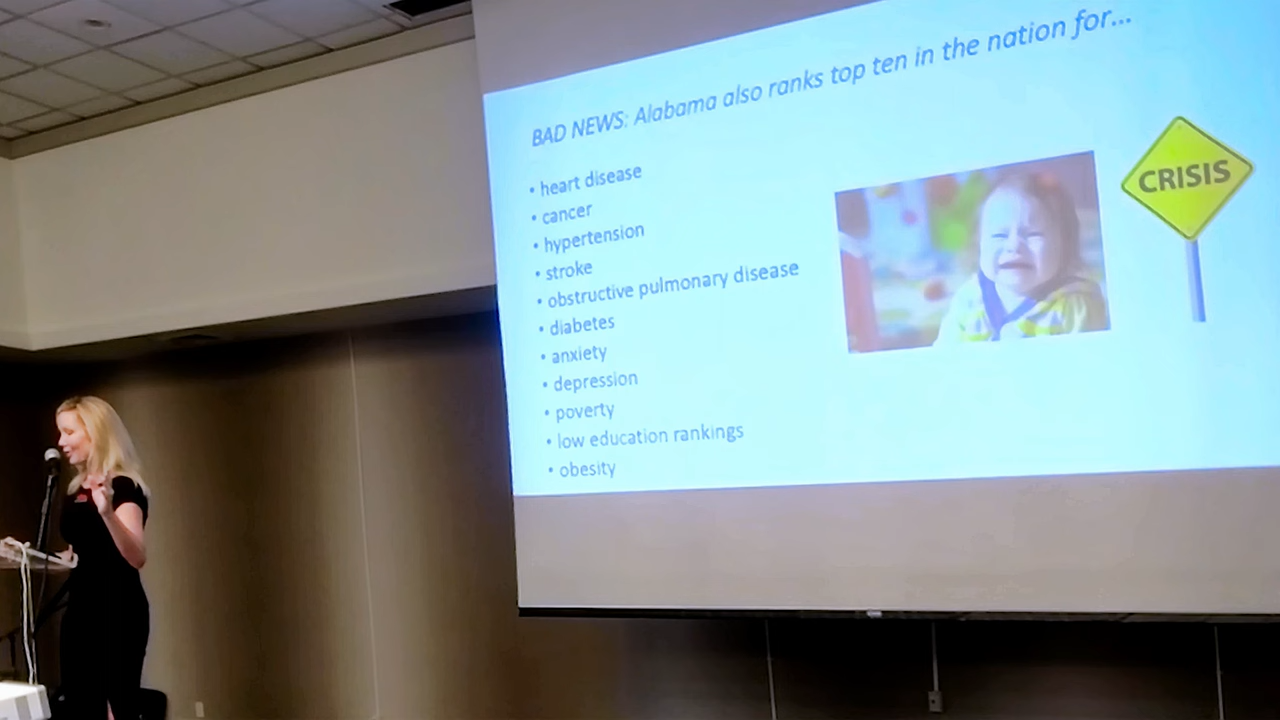 BAD NEWS: Alabama also ranks top ten in the nation for...
• heart disease
• cancer
• hypertension
• stroke
• obstructive pulmonary disease
• diabetes
• anxiety
• depression
• poverty
• low education rankings
• obesity
CRISIS